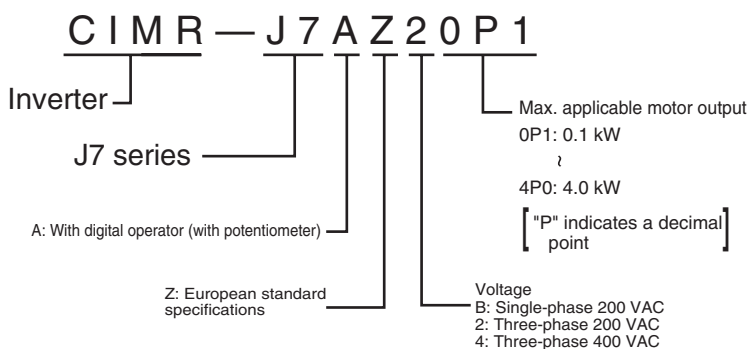 CIMR—J7AZ20P1
Inverter
Max. applicable motor output
0P1: 0.1 kW
~
4P0: 4.0 kW
J7 series
["P" indicates a decimal
point]
A: With digital operator (with potentiometer)
Z: European standard
specifications
Voltage
B: Single-phase 200 VAC
2: Three-phase 200 VAC
4: Three-phase 400 VAC